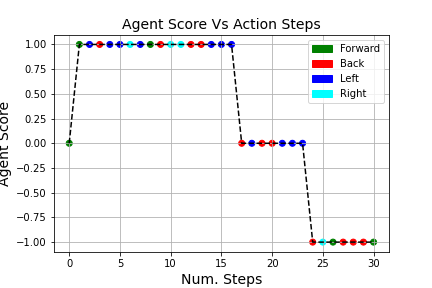 Agent Score Vs Action Steps
Agent Score
1.00
0.75
0.50
0.25
0.00
−0.25
−0.50
−0.75
−1.00
Forward
Back
Left
Right
0 5 10 15 20 25 30
Num. Steps